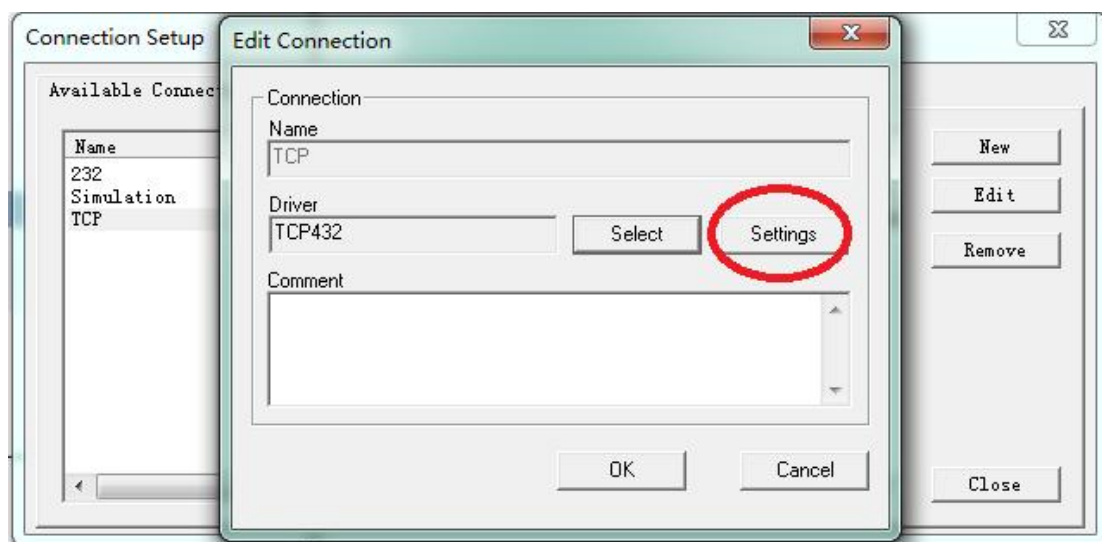 Connection Setup
Edit Connection
Available Connec
Connection
Name
TCP
Name
232
Simulation
TCP
Driver
TCP432
Select
Settings
Comment
New
Edit
Remove
OK
Cancel
Close